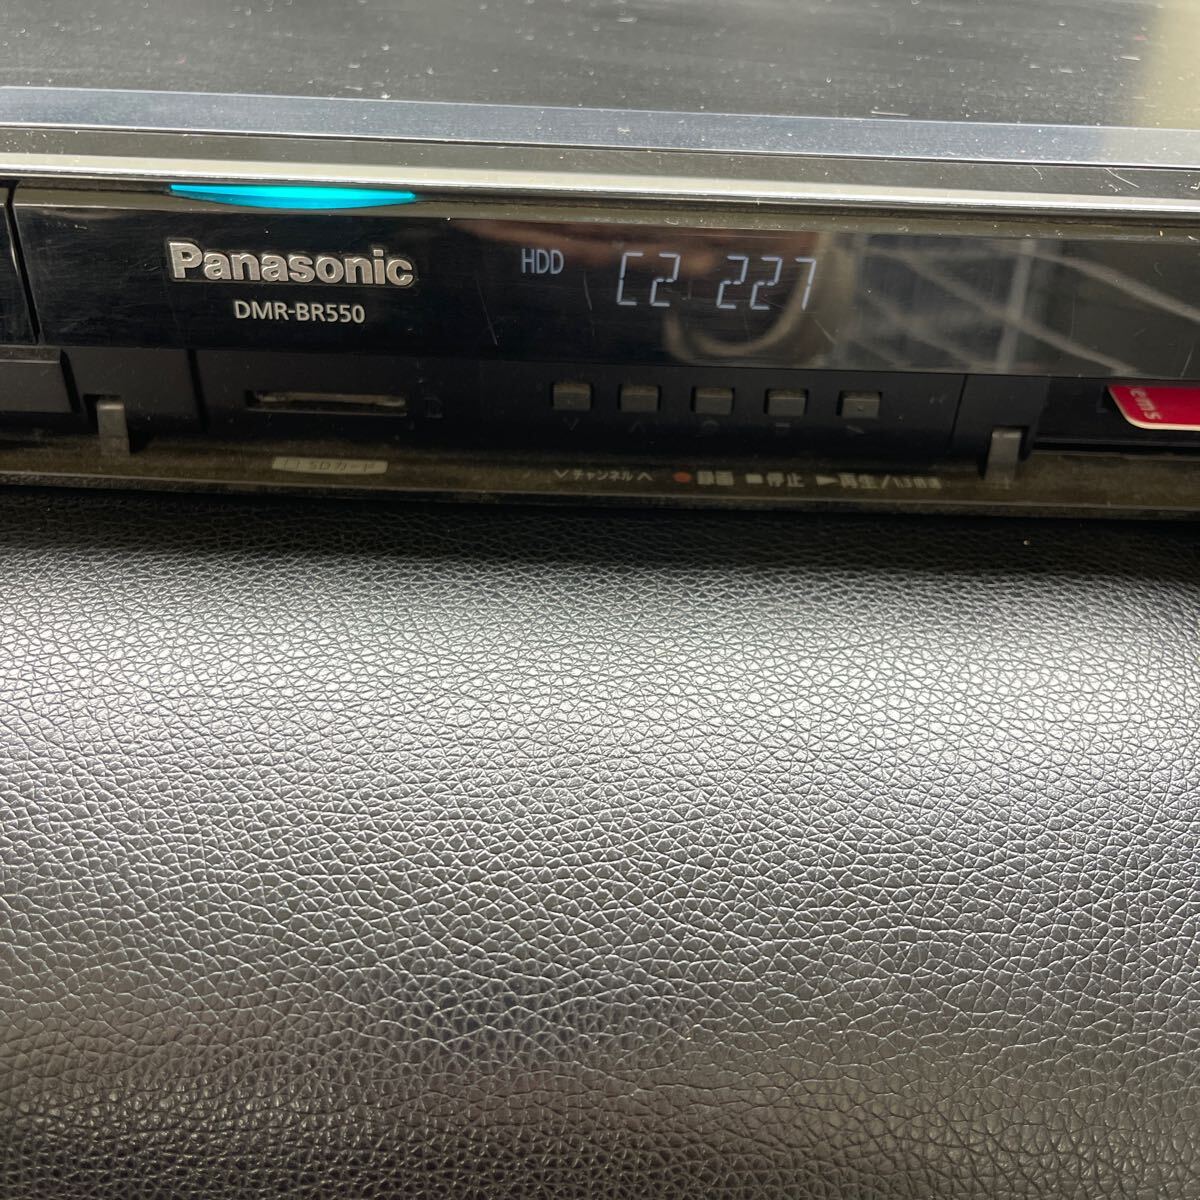 Panasonic
DMR-BR550
HDD
C2 227
ems
SDカード
∨チャンネル∧ ●録画 ■停止 ▶再生/